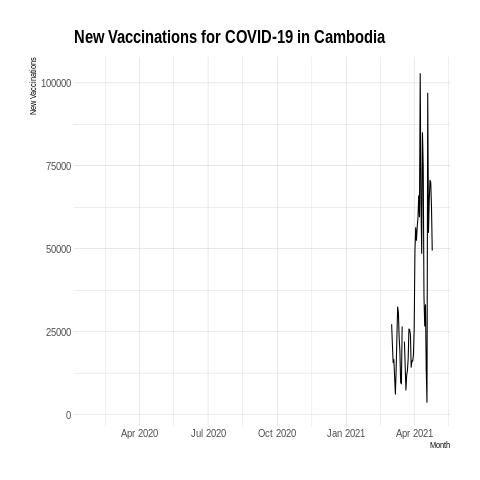 New Vaccinations for COVID-19 in Cambodia
New Vaccinations
100000
75000
50000
25000
0
Apr 2020 Jul 2020 Oct 2020 Jan 2021 Apr 2021
Month